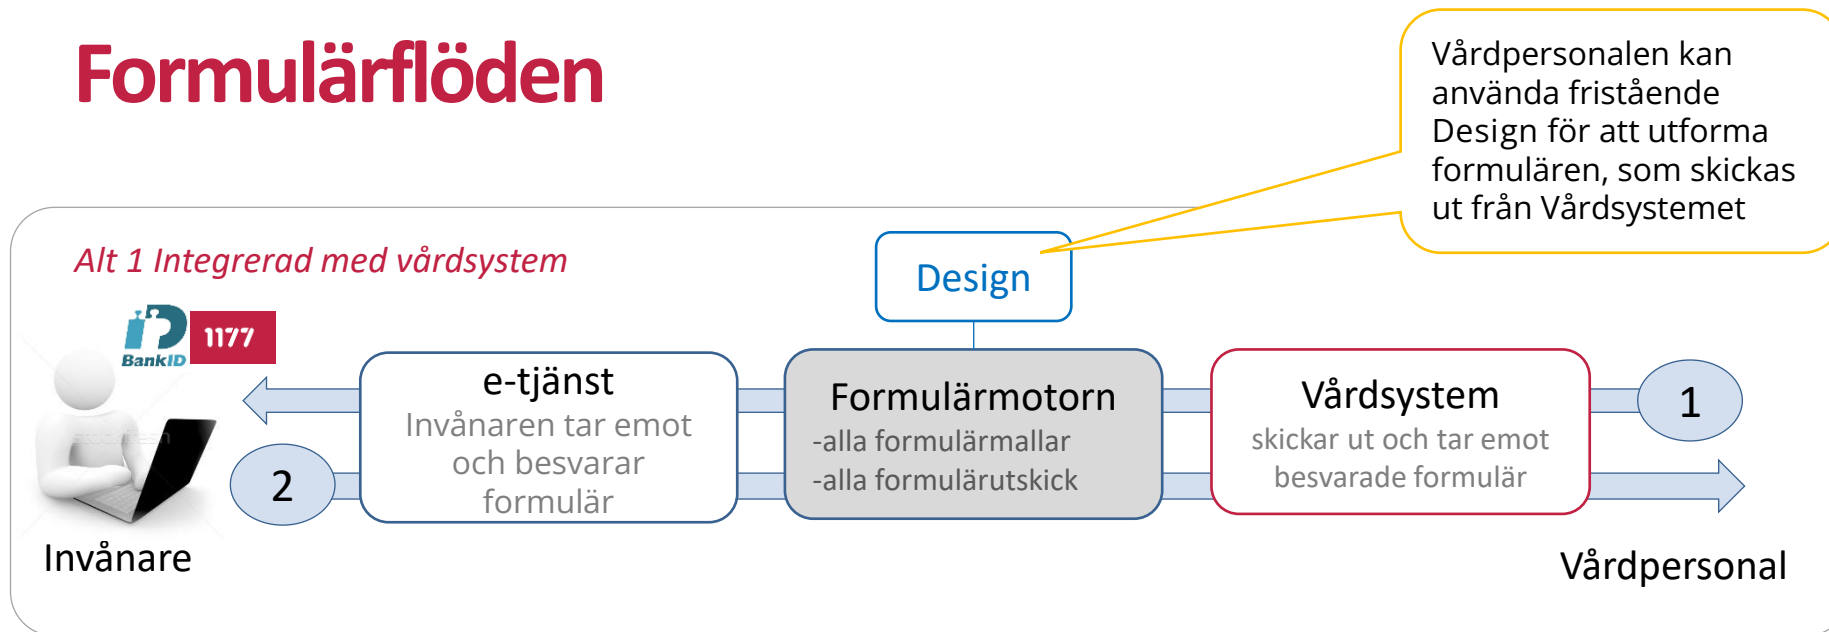 Formulärflöden
Vårdpersonalen kan
använda fristående
Design för att utforma
formulären, som skickas
ut från Vårdsystemet
Alt 1 Integrerad med vårdsystem
Design
BankID
1177
e-tjänst
Invånaren tar emot
och besvarar
formulär
Formulärmotorn
-alla formulärmallar
-alla formulärutskick
Vårdsystem
skickar ut och tar emot
besvarade formulär
1
2
Invånare
Vårdpersonal